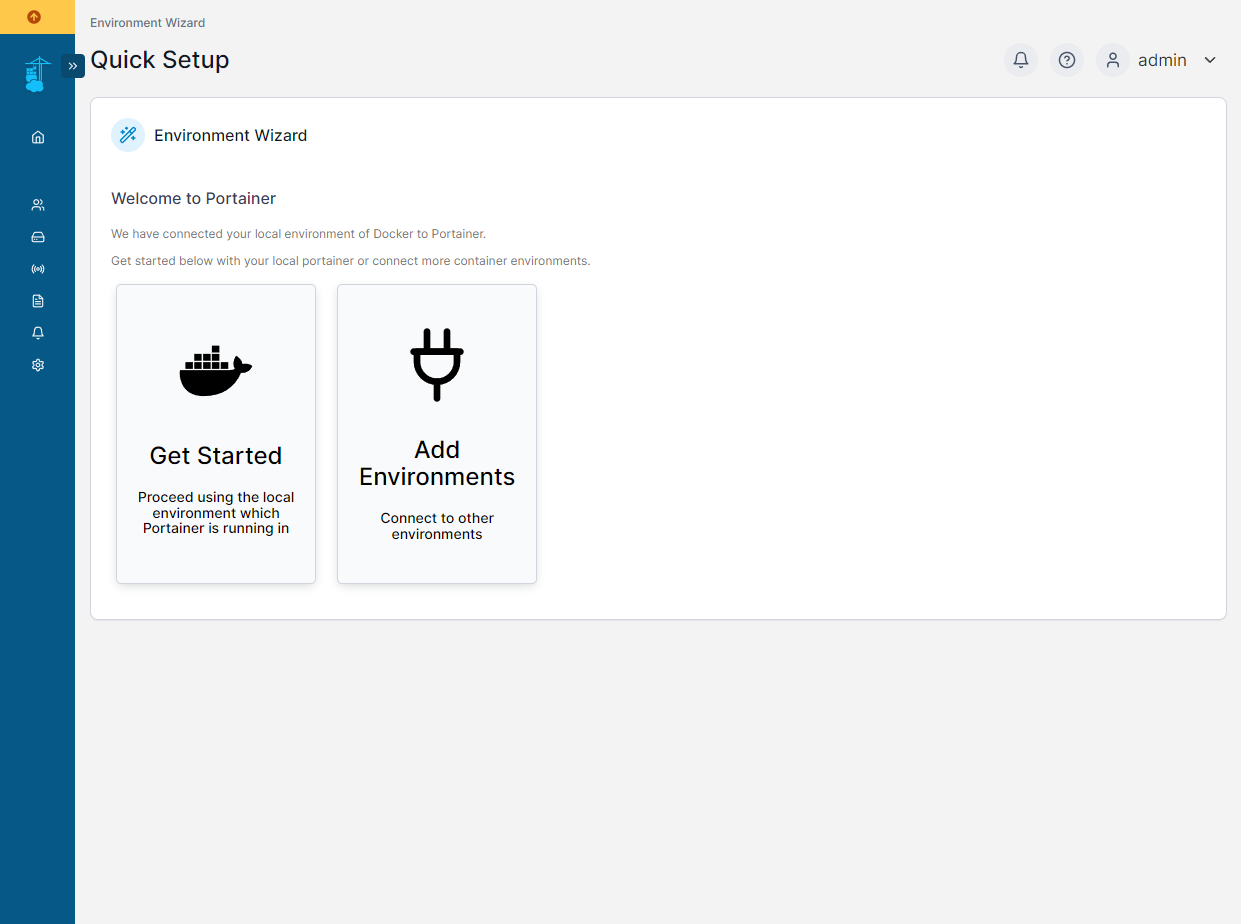 Environment Wizard
Quick Setup
admin
Environment Wizard
Welcome to Portainer
We have connected your local environment of Docker to Portainer.
Get started below with your local portainer or connect more container environments.
Get Started
Proceed using the local
environment which
Portainer is running in
Add
Environments
Connect to other
environments